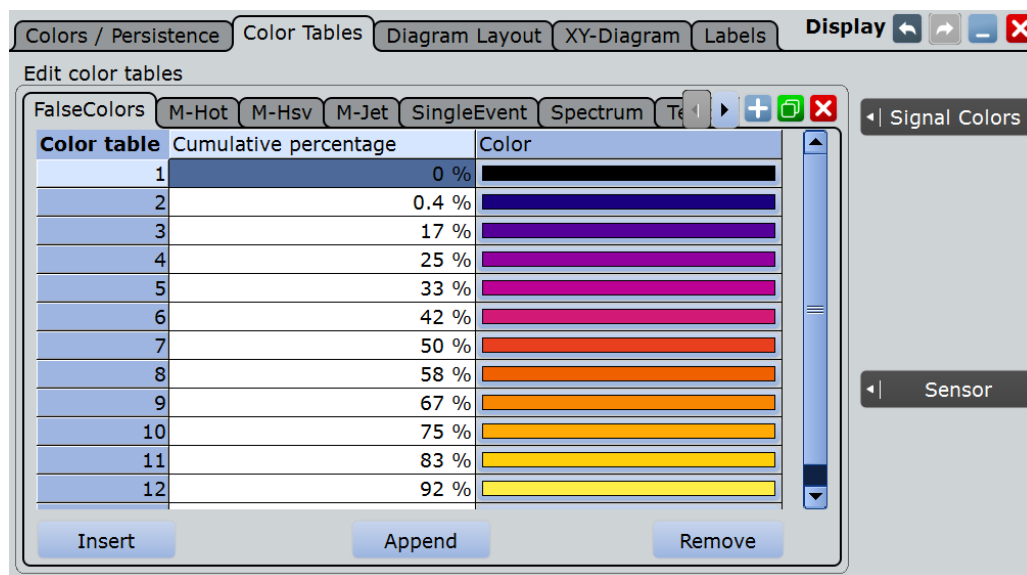 Colors / Persistence Color Tables Diagram Layout XY-Diagram Labels Display
Edit color tables
FalseColors M-Hot M-Hsv M-Jet SingleEvent Spectrum
Signal Colors
Color table Cumulative percentage Color
1 0 %
2 0.4 %
3 17 %
4 25 %
5 33 %
6 42 %
7 50 %
8 58 %
9 67 %
10 75 %
11 83 %
12 92 %
Sensor
Insert Append Remove